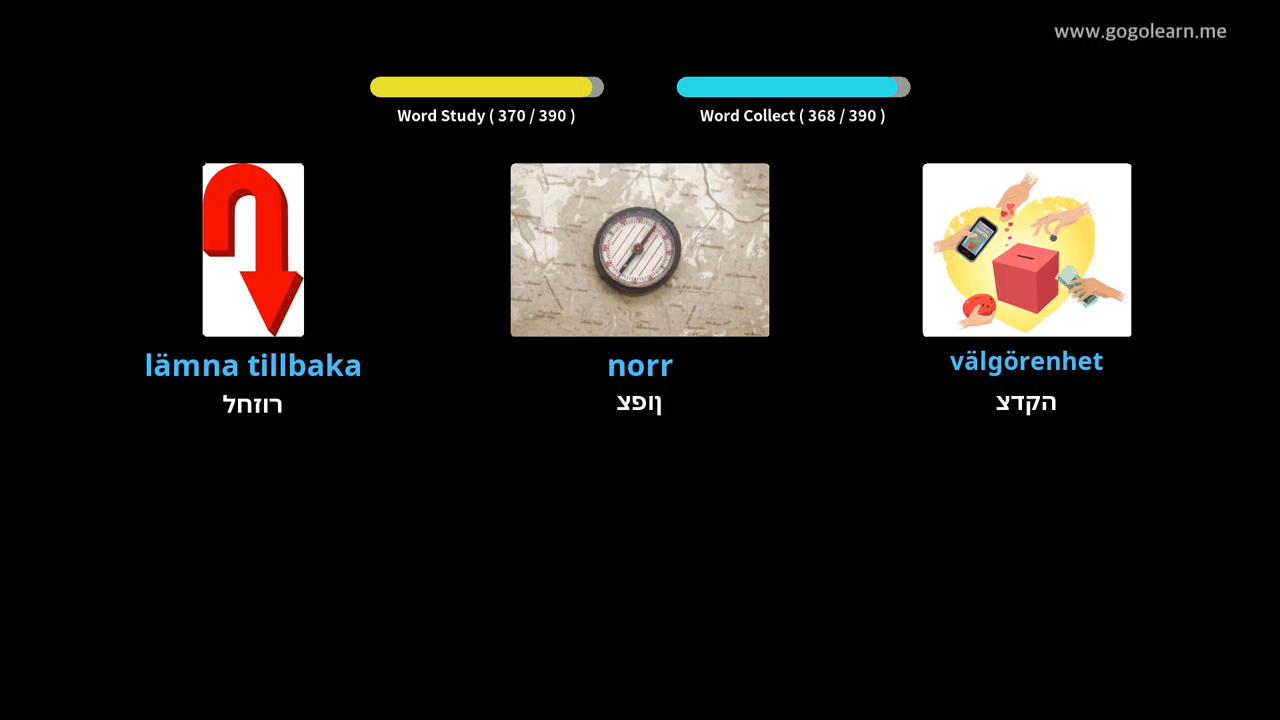 www.gogolearn.me
Word Study ( 370 / 390 )
Word Collect ( 368 / 390 )
lämna tillbaka
רוזחל
norr
ןופצ
välgörenhet
הקדצ